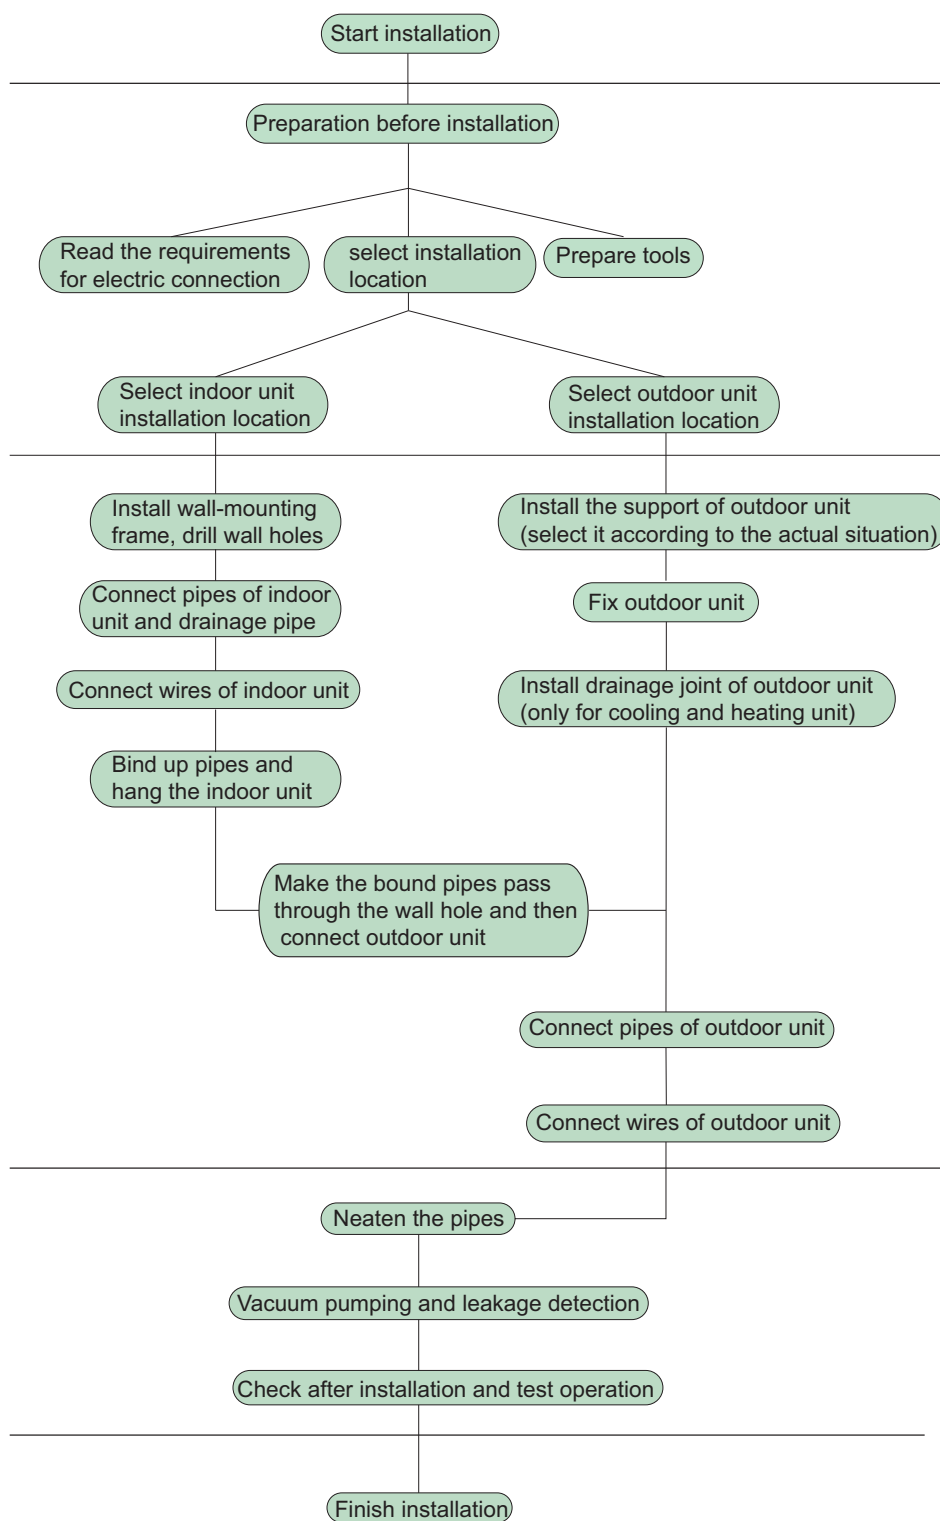 Start installation
Preparation before installation
Read the requirements
for electric connection
select installation
location
Prepare tools
Select indoor unit
installation location
Select outdoor unit
installation location
Install wall-mounting
frame, drill wall holes
Install the support of outdoor unit
(select it according to the actual situation)
Connect pipes of indoor
unit and drainage pipe
Fix outdoor unit
Connect wires of indoor unit
Install drainage joint of outdoor unit
(only for cooling and heating unit)
Bind up pipes and
hang the indoor unit
Make the bound pipes pass
through the wall hole and then
connect outdoor unit
Connect pipes of outdoor unit
Connect wires of outdoor unit
Neaten the pipes
Vacuum pumping and leakage detection
Check after installation and test operation
Finish installation